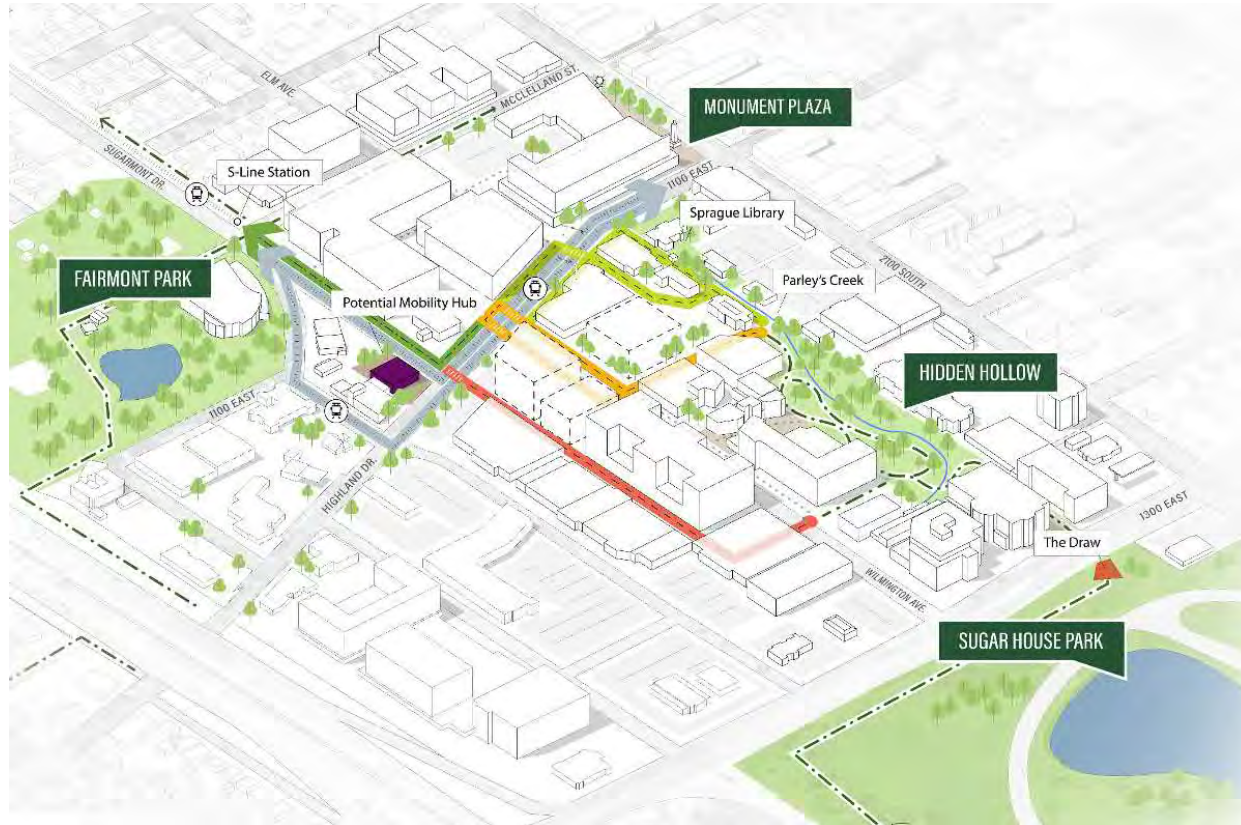 ELM AVE.
MCCLELLAND ST.
MONUMENT PLAZA
SUGARMONT DR.
S-Line Station
1100 EAST
Sprague Library
2100 SOUTH
FAIRMONT PARK
Potential Mobility Hub
Parley's Creek
HIDDEN HOLLOW
1100 EAST
HIGHLAND DR.
1300 EAST
The Draw
WILMINGTON AVE.
SUGAR HOUSE PARK